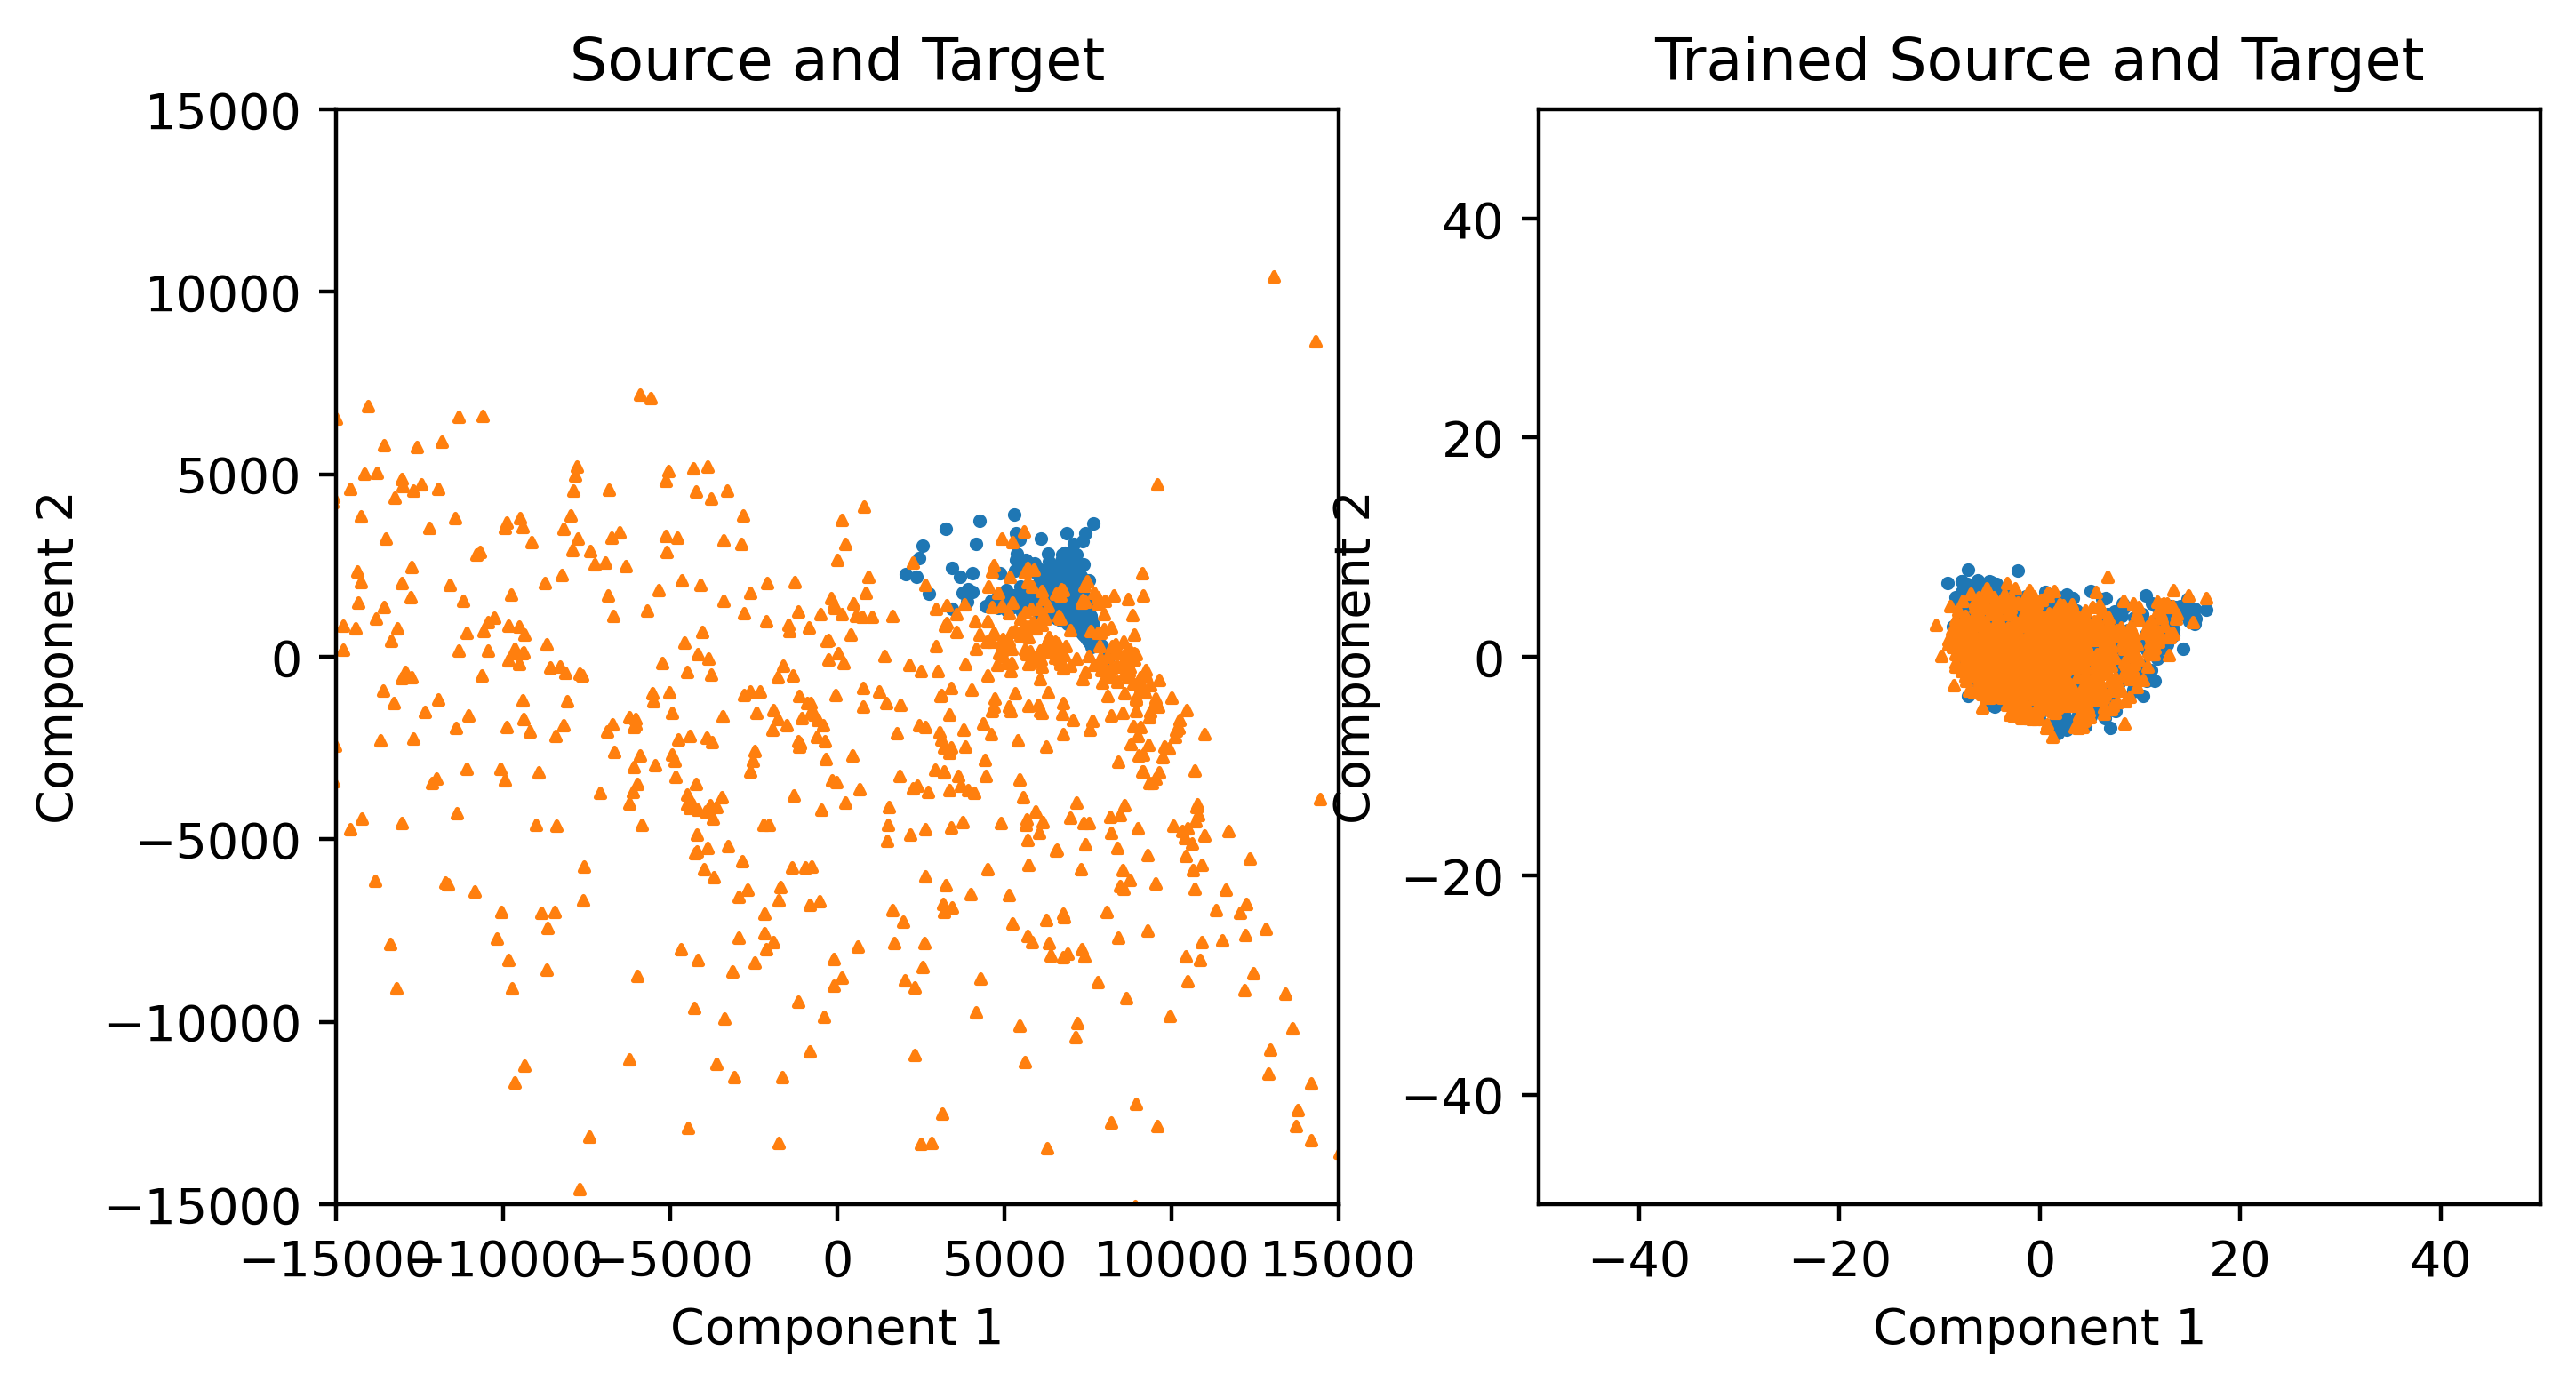 Source and Target
15000
10000
5000
0
−5000
−10000
−15000
−15000 −10000 −5000 0 5000 10000 15000
Component 1
Component 2
Trained Source and Target
40
20
0
−20
−40
−40 −20 0 20 40
Component 1
Component 2